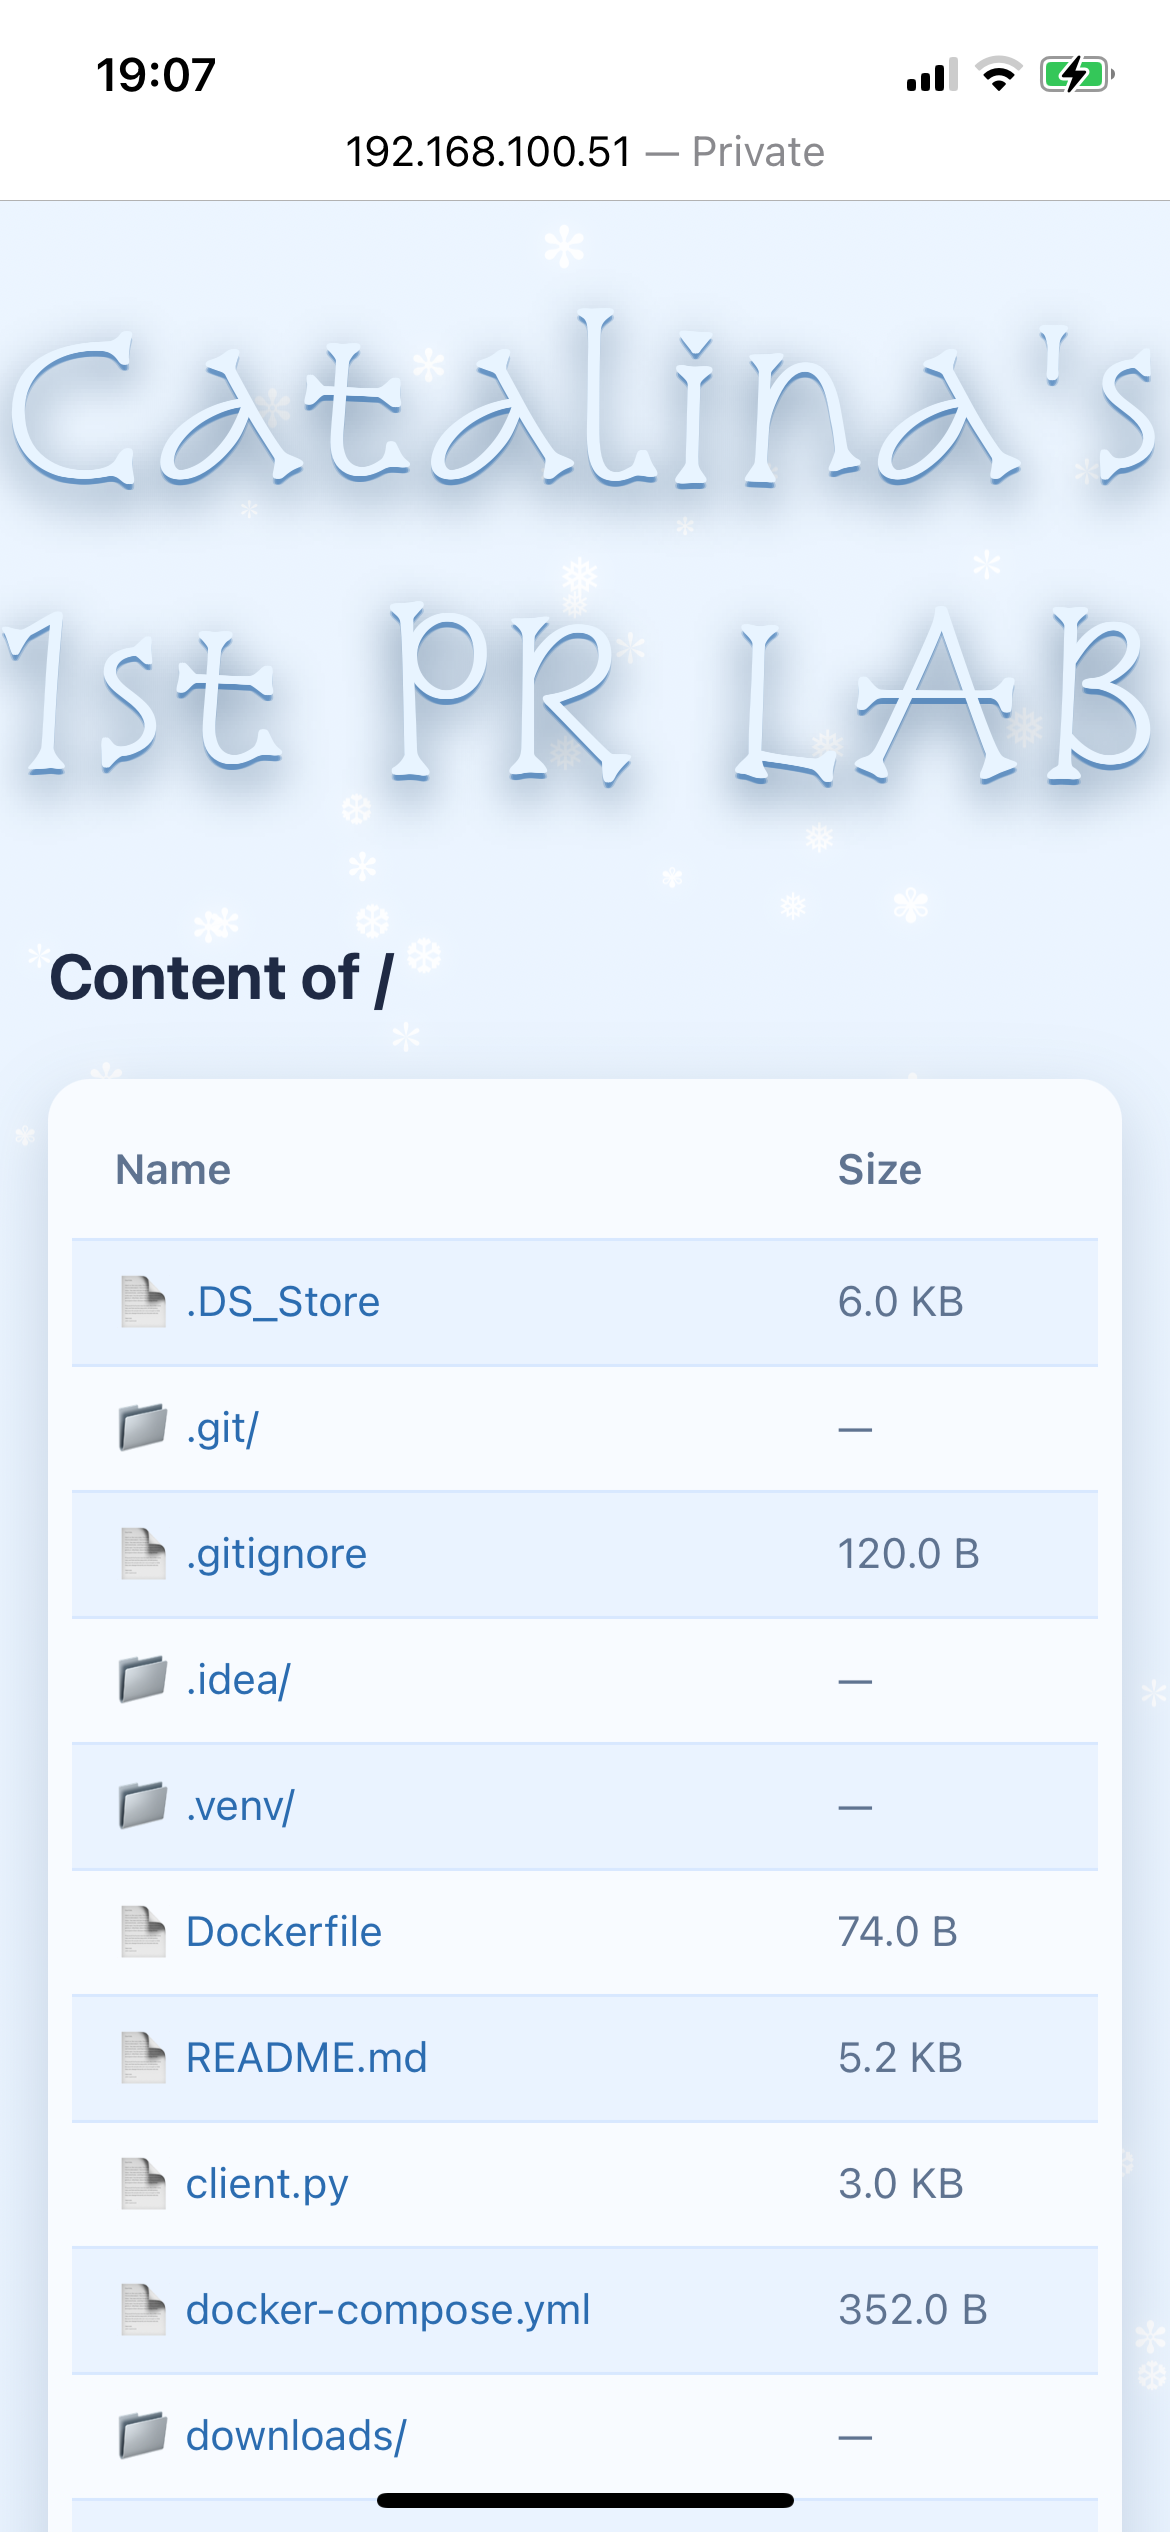 19:07
192.168.100.51 — Private
Catalina's
1st PR LAB
Content of /
Name Size
.DS_Store 6.0 KB
.git/ —
.gitignore 120.0 B
.idea/ —
.venv/ —
Dockerfile 74.0 B
README.md 5.2 KB
client.py 3.0 KB
docker-compose.yml 352.0 B
downloads/ —